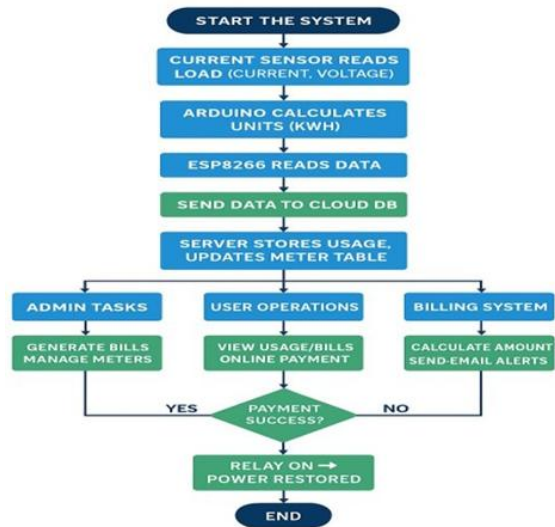 START THE SYSTEM
CURRENT SENSOR READS
LOAD (CURRENT, VOLTAGE)
ARDUINO CALCULATES
UNITS (KWH)
ESP8266 READS DATA
SEND DATA TO CLOUD DB
SERVER STORES USAGE,
UPDATES METER TABLE
ADMIN TASKS
USER OPERATIONS
BILLING SYSTEM
GENERATE BILLS
MANAGE METERS
VIEW USAGE/BILLS
ONLINE PAYMENT
CALCULATE AMOUNT
SEND-EMAIL ALERTS
YES
PAYMENT
SUCCESS?
NO
RELAY ON →
POWER RESTORED
END